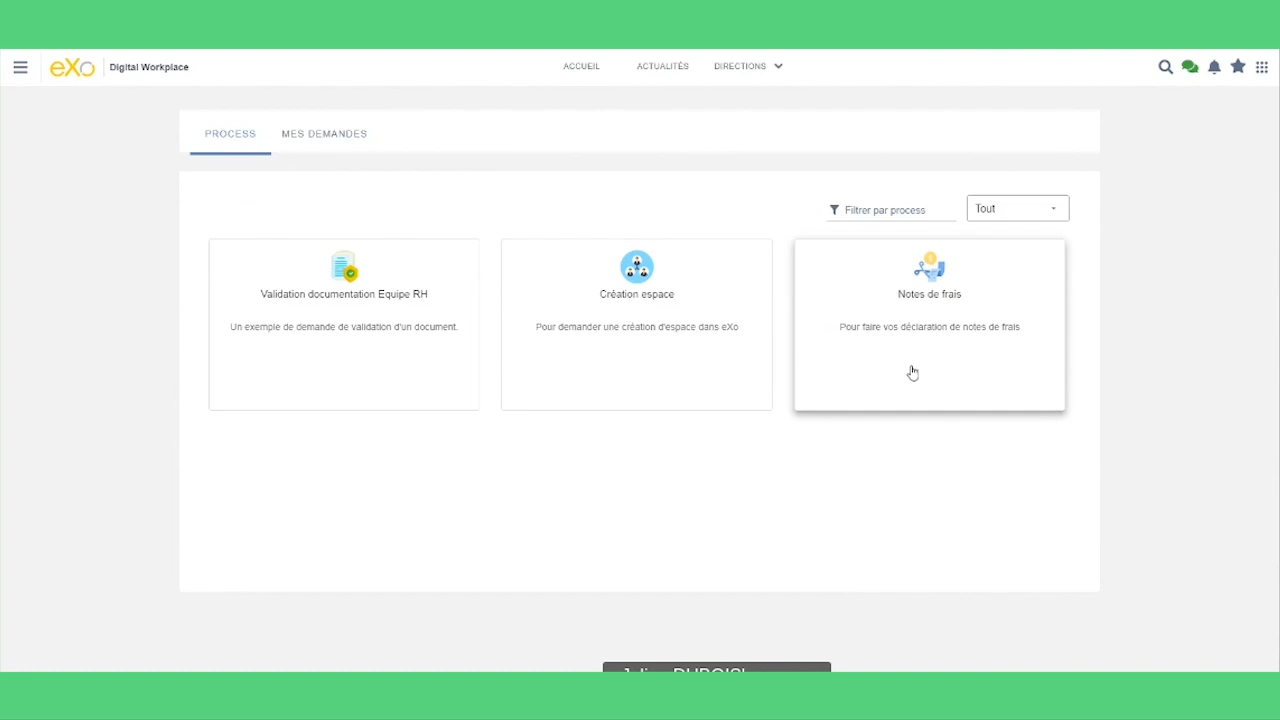 eXo Digital Workplace
ACCUEIL ACTUALITÉS DIRECTIONS
PROCESS MES DEMANDES
Filtrer par process Tout
Validation documentation Equipe RH
Un exemple de demande de validation d'un document.
Création espace
Pour demander une création d'espace dans eXo
Notes de frais
Pour faire vos déclaration de notes de frais